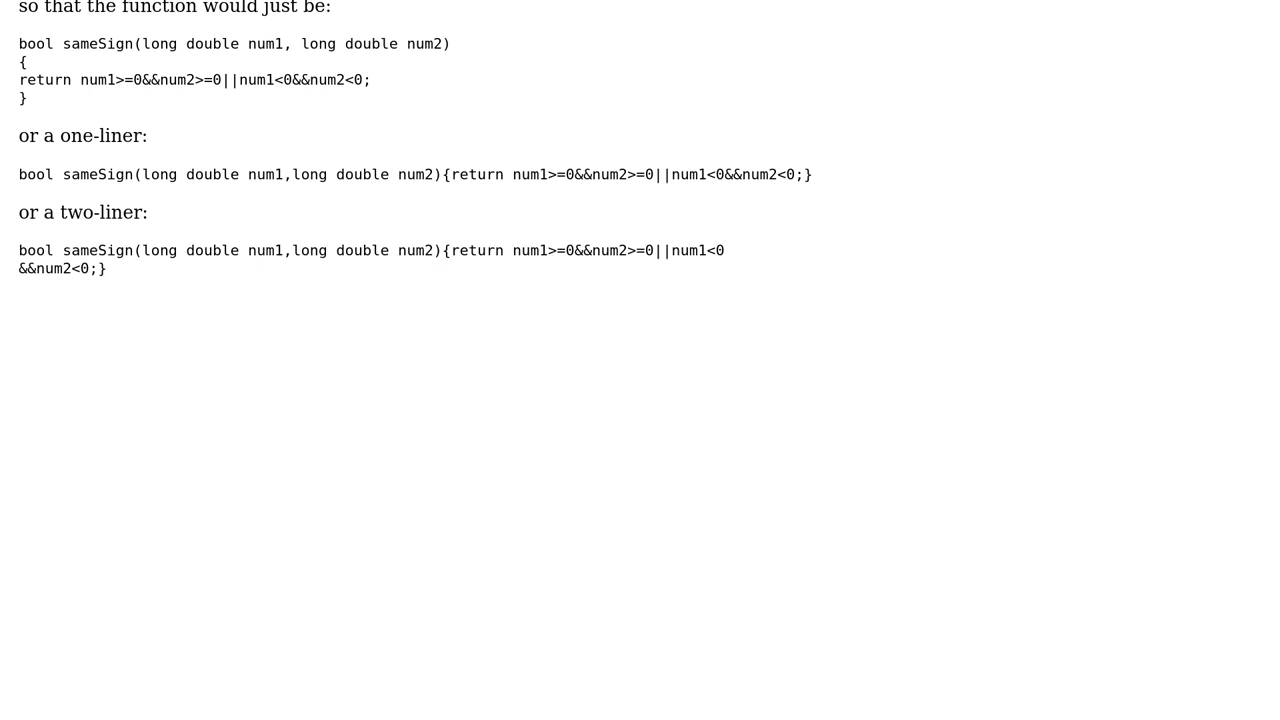 so that the function would just be:
bool sameSign(long double num1, long double num2)
{
return num1>=0&&num2>=0||num1<0&&num2<0;
}
or a one-liner:
bool sameSign(long double num1,long double num2){return num1>=0&&num2>=0||num1<0&&num2<0;}
or a two-liner:
bool sameSign(long double num1,long double num2){return num1>=0&&num2>=0||num1<0
&&num2<0;}